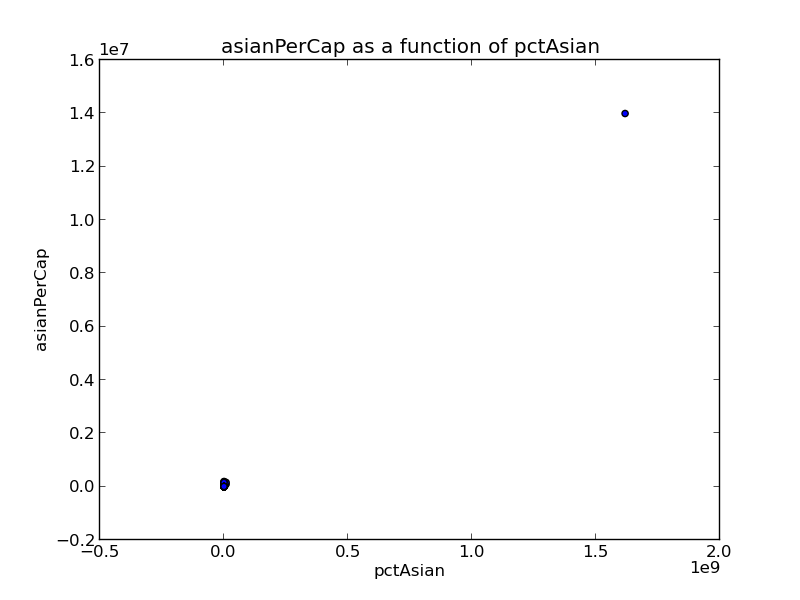 asianPerCap as a function of pctAsian
1e7
1.6
1.4
1.2
1.0
0.8
0.6
0.4
0.2
0.0
−0.2
asianPerCap
−0.5 0.0 0.5 1.0 1.5 2.0
1e9
pctAsian